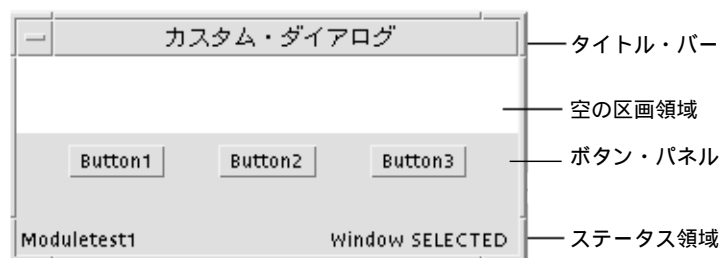 カスタム・ダイアログ
タイトル・バー
空の区画領域
Button1 Button2 Button3
ボタン・パネル
Moduletest1 Window SELECTED
ステータス領域